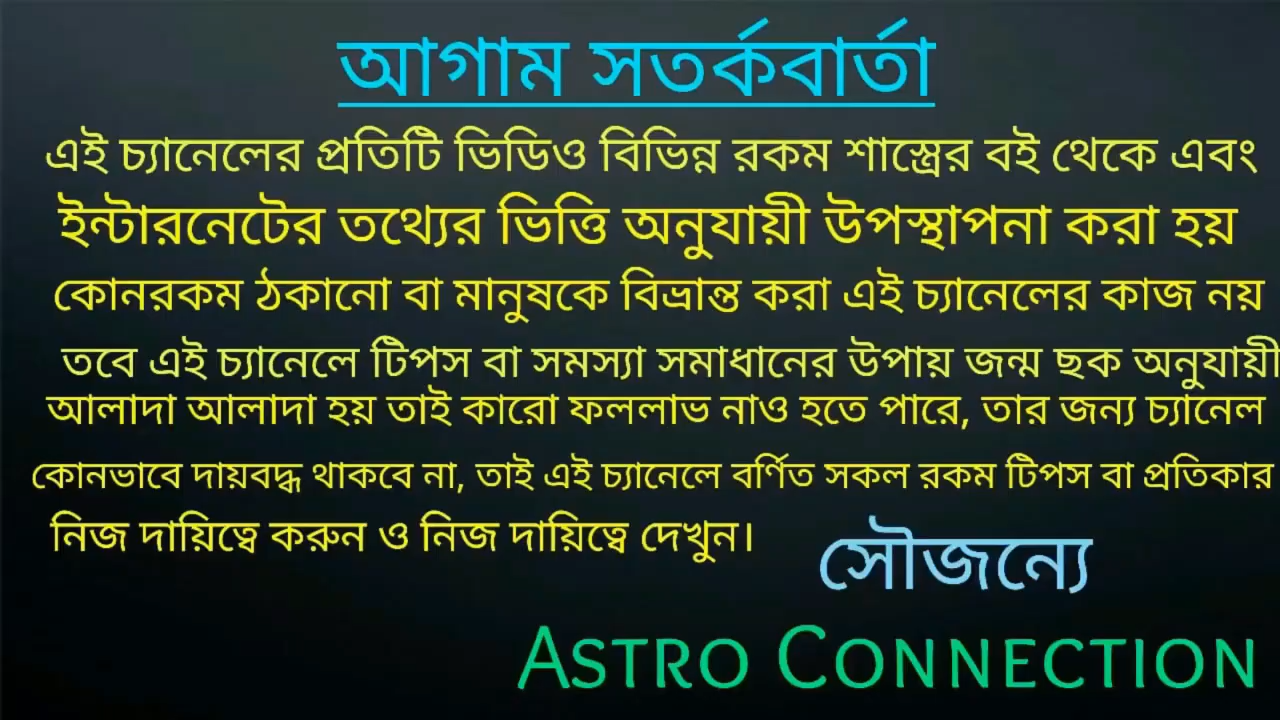 আগাম সতর্কবার্তা
এই চ্যানেলের প্রতিটি ভিডিও বিভিন্ন রকম শাস্ত্রের বই থেকে এবং
ইন্টারনেটের তথ্যের ভিত্তি অনুযায়ী উপস্থাপনা করা হয়
কোনরকম ঠকানো বা মানুষকে বিভ্রান্ত করা এই চ্যানেলের কাজ নয়
তবে এই চ্যানেলে টিপস বা সমস্যা সমাধানের উপায় জন্ম ছক অনুযায়ী
আলাদা আলাদা হয় তাই কারো ফললাভ নাও হতে পারে, তার জন্য চ্যানেল
কোনভাবে দায়বদ্ধ থাকবে না, তাই এই চ্যানেলে বর্ণিত সকল রকম টিপস বা প্রতিকার
নিজ দায়িত্বে করুন ও নিজ দায়িত্বে দেখুন।
সৌজন্যে
ASTRO CONNECTION